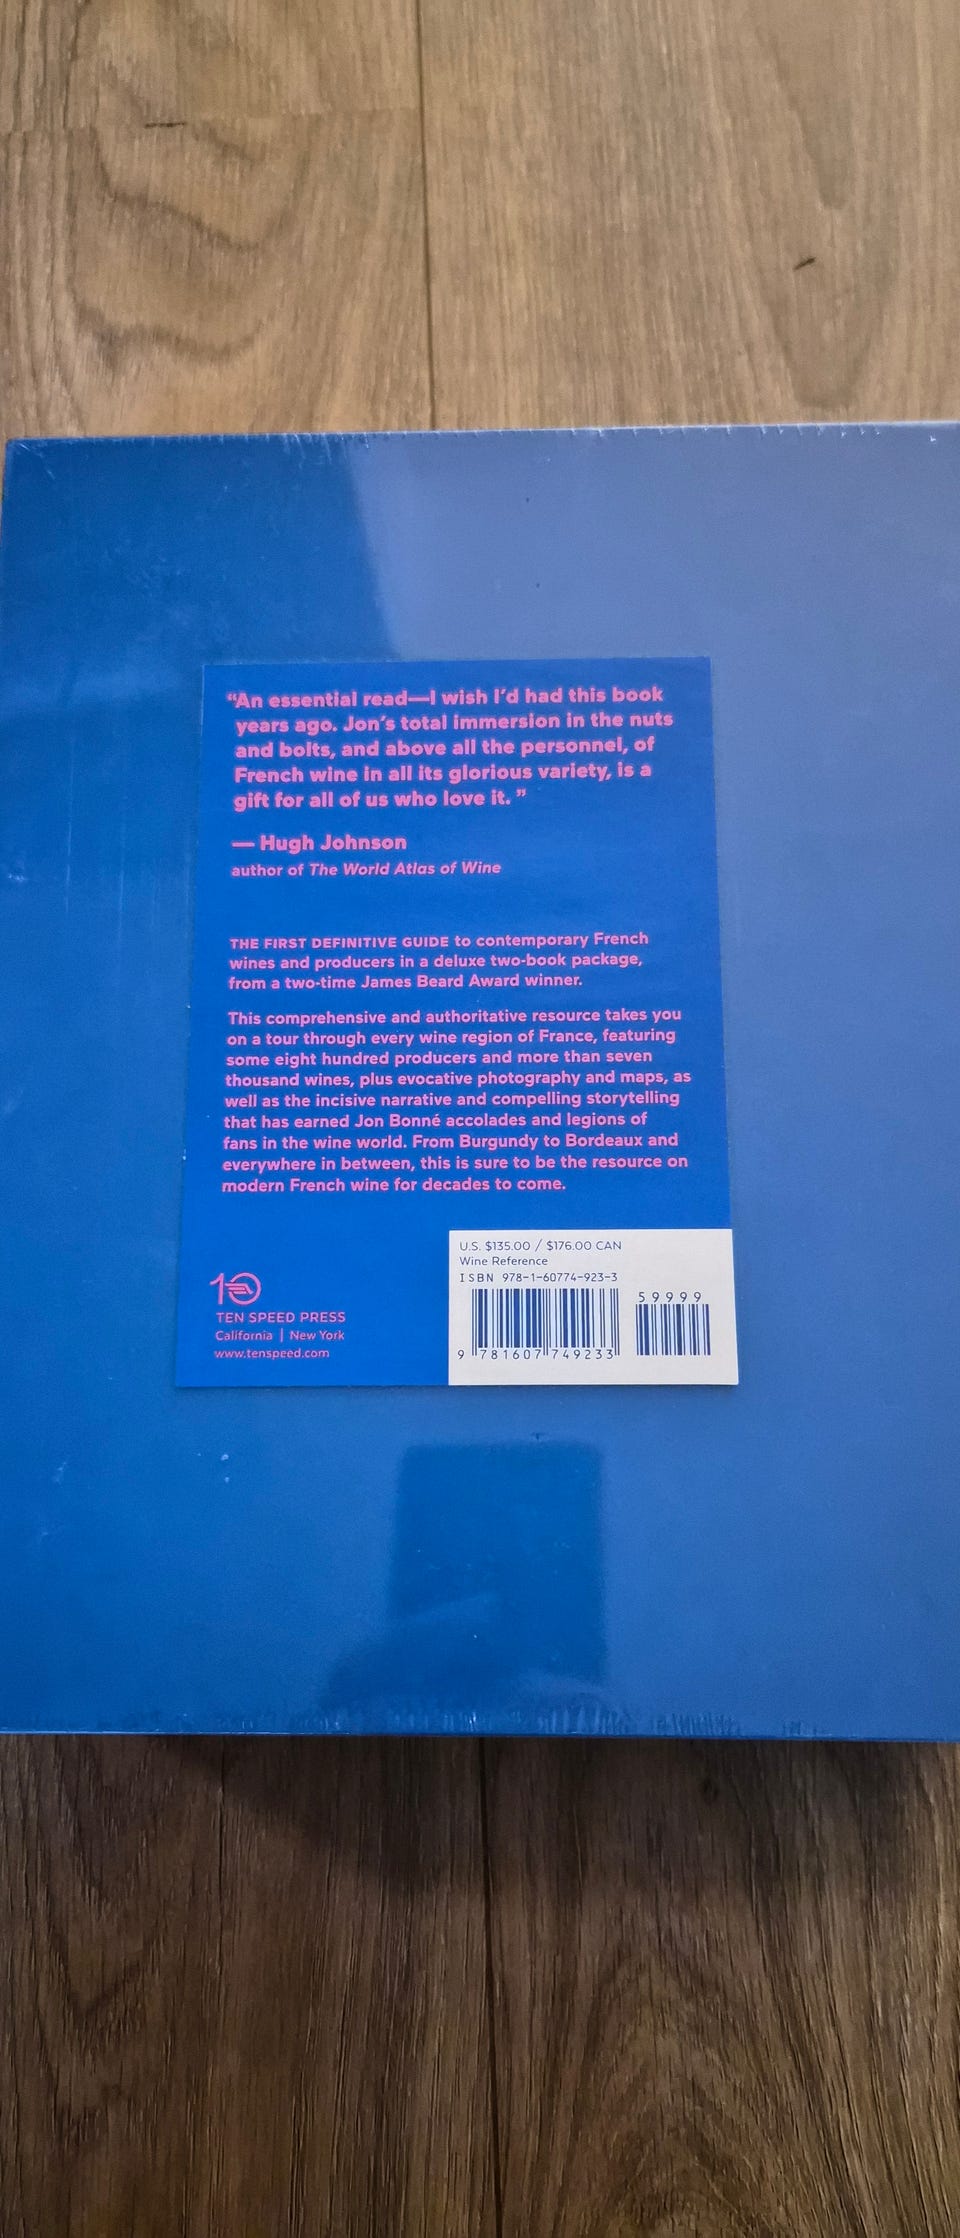 “An essential read—I wish I’d had this book
years ago. Jon’s total immersion in the nuts
and bolts, and above all the personnel, of
French wine in all its glorious variety, is a
gift for all of us who love it.”
— Hugh Johnson
author of The World Atlas of Wine
THE FIRST DEFINITIVE GUIDE to contemporary French
wines and producers in a deluxe two-book package,
from a two-time James Beard Award winner.
This comprehensive and authoritative resource takes you
on a tour through every wine region of France, featuring
some eight hundred producers and more than seven
thousand wines, plus evocative photography and maps, as
well as the incisive narrative and compelling storytelling
that has earned Jon Bonné accolades and legions of
fans in the wine world. From Burgundy to Bordeaux and
everywhere in between, this is sure to be the resource on
modern French wine for decades to come.
10
TEN SPEED PRESS
California | New York
www.tenspeed.com
U.S. $135.00 / $176.00 CAN
Wine Reference
ISBN 978-1-60774-923-3
59999
9 781607 749233